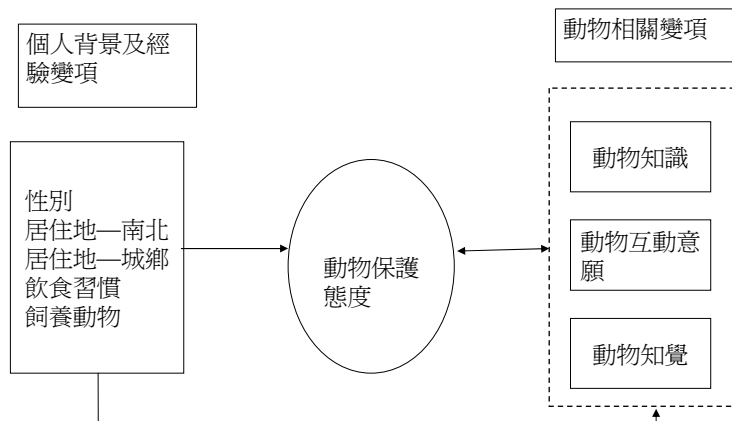 個人背景及經
驗變項
動物相關變項
性別
居住地—南北
居住地—城鄉
飲食習慣
飼養動物
動物保護
態度
動物知識
動物互動意
願
動物知覺